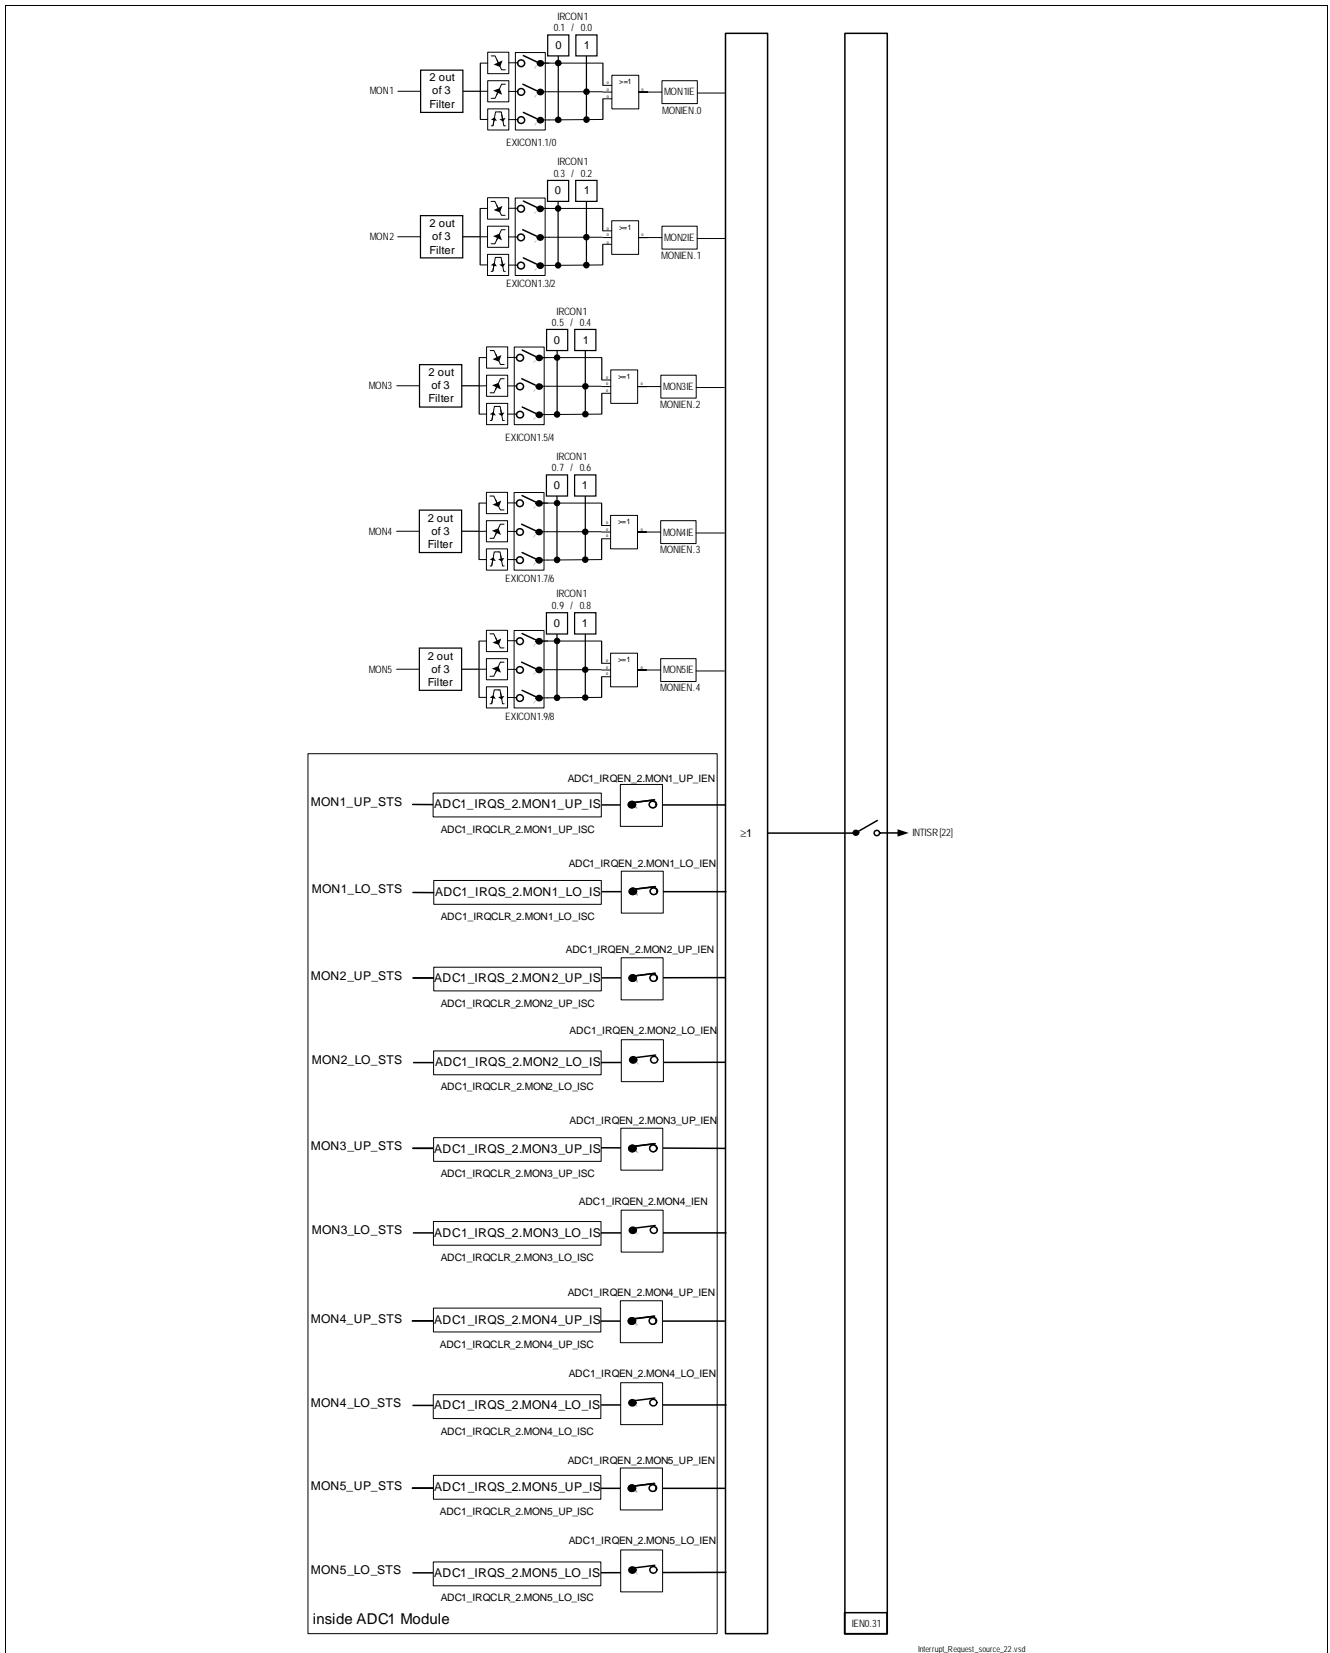 IRCON1
0.1 / 0.0
0 1
MON1
2 out
of 3
Filter
>=1
MON1IE
MONIEN.0
EXICON1.1/0
IRCON1
0.3 / 0.2
0 1
MON2
2 out
of 3
Filter
>=1
MON2IE
MONIEN.1
EXICON1.3/2
IRCON1
0.5 / 0.4
0 1
MON3
2 out
of 3
Filter
>=1
MON3IE
MONIEN.2
EXICON1.5/4
IRCON1
0.7 / 0.6
0 1
MON4
2 out
of 3
Filter
>=1
MON4IE
MONIEN.3
EXICON1.7/6
IRCON1
0.9 / 0.8
0 1
MON5
2 out
of 3
Filter
>=1
MON5IE
MONIEN.4
EXICON1.9/8
ADC1_IRQEN_2.MON1_UP_IEN
MON1_UP_STS
ADC1_IRQS_2.MON1_UP_IS
ADC1_IRQCLR_2.MON1_UP_ISC
≥1
INTISR[22]
ADC1_IRQEN_2.MON1_LO_IEN
MON1_LO_STS
ADC1_IRQS_2.MON1_LO_IS
ADC1_IRQCLR_2.MON1_LO_ISC
ADC1_IRQEN_2.MON2_UP_IEN
MON2_UP_STS
ADC1_IRQS_2.MON2_UP_IS
ADC1_IRQCLR_2.MON2_UP_ISC
ADC1_IRQEN_2.MON2_LO_IEN
MON2_LO_STS
ADC1_IRQS_2.MON2_LO_IS
ADC1_IRQCLR_2.MON2_LO_ISC
ADC1_IRQEN_2.MON3_UP_IEN
MON3_UP_STS
ADC1_IRQS_2.MON3_UP_IS
ADC1_IRQCLR_2.MON3_UP_ISC
ADC1_IRQEN_2.MON4_IEN
MON3_LO_STS
ADC1_IRQS_2.MON3_LO_IS
ADC1_IRQCLR_2.MON3_LO_ISC
ADC1_IRQEN_2.MON4_UP_IEN
MON4_UP_STS
ADC1_IRQS_2.MON4_UP_IS
ADC1_IRQCLR_2.MON4_UP_ISC
ADC1_IRQEN_2.MON4_LO_IEN
MON4_LO_STS
ADC1_IRQS_2.MON4_LO_IS
ADC1_IRQCLR_2.MON4_LO_ISC
ADC1_IRQEN_2.MON5_UP_IEN
MON5_UP_STS
ADC1_IRQS_2.MON5_UP_IS
ADC1_IRQCLR_2.MON5_UP_ISC
ADC1_IRQEN_2.MON5_LO_IEN
MON5_LO_STS
ADC1_IRQS_2.MON5_LO_IS
ADC1_IRQCLR_2.MON5_LO_ISC
inside ADC1 Module
IEN0.31
Interrupt_Request_source_22.vsd